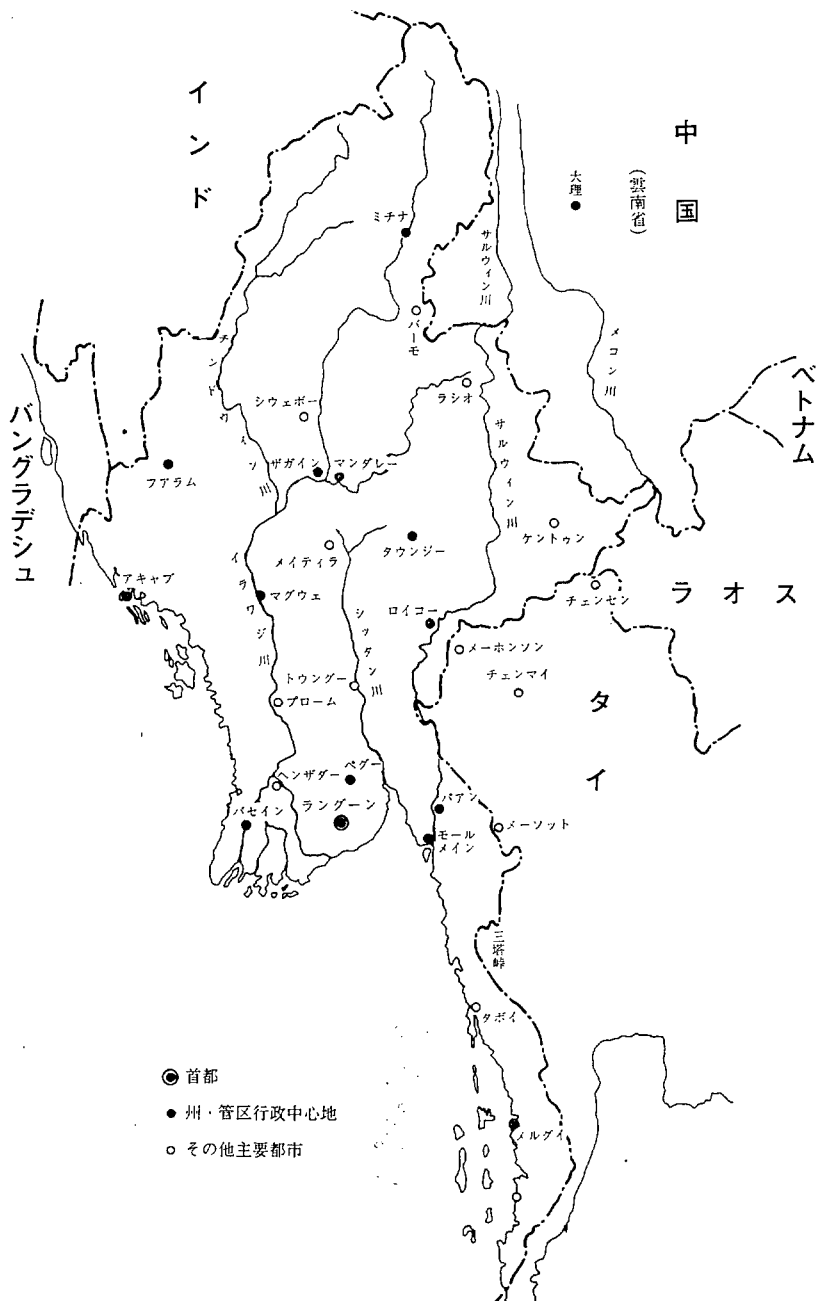 インド
中国
(雲南省)
大理
ミチナ
サルウィン川
バーモ
メコン川
ベトナム
チンドウィン川
シウェボー
ラシオ
サルウィン川
バングラデシュ
ファラム
ザガイン
マンダレー
ケントゥン
メイティラ
タウンジー
アキャブ
マグウェ
イラワジ川
シッタン川
ロイコー
チェンセン
ラオス
メーホンソン
チェンマイ
トウングー
プローム
タイ
ヘンザダー
ペグー
ラングーン
バセイン
パアン
モールメイン
メーソット
三塔峠
タボイ
メルグイ
首都
州・管区行政中心地
その他主要都市